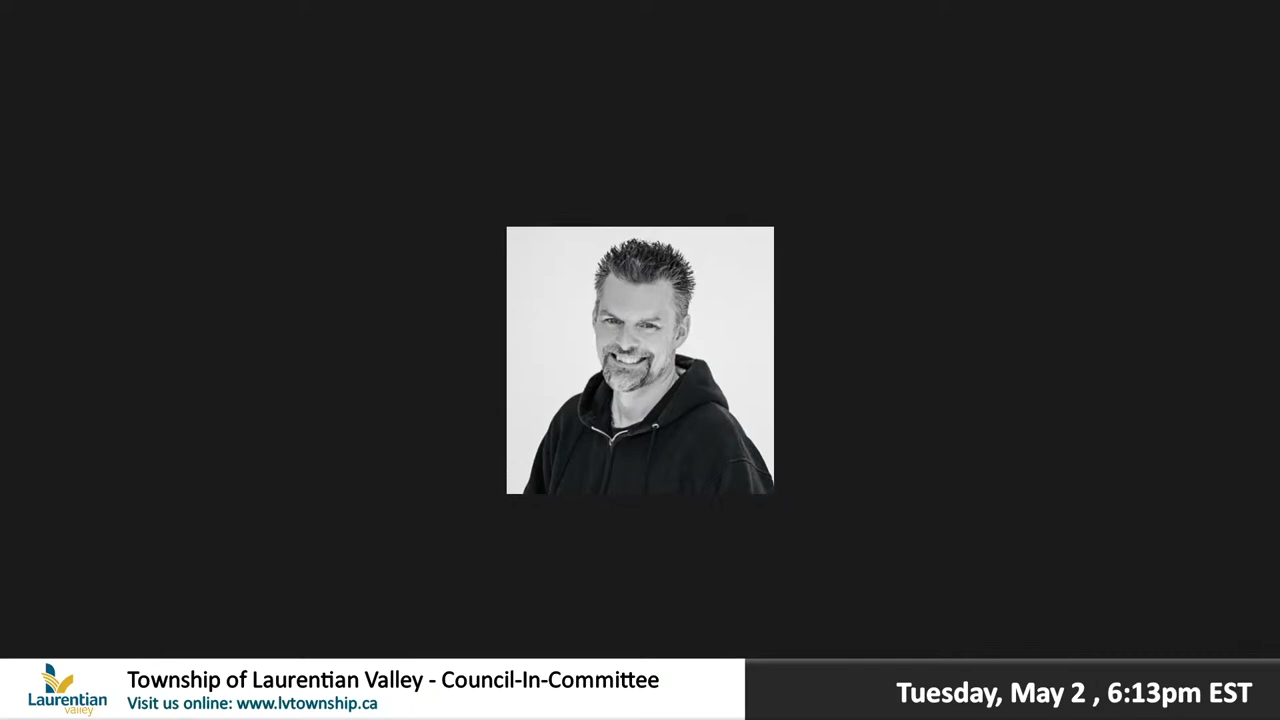 Laurentian
valley
Township of Laurentian Valley - Council-In-Committee
Visit us online: www.lvtownship.ca
Tuesday, May 2 , 6:13pm EST